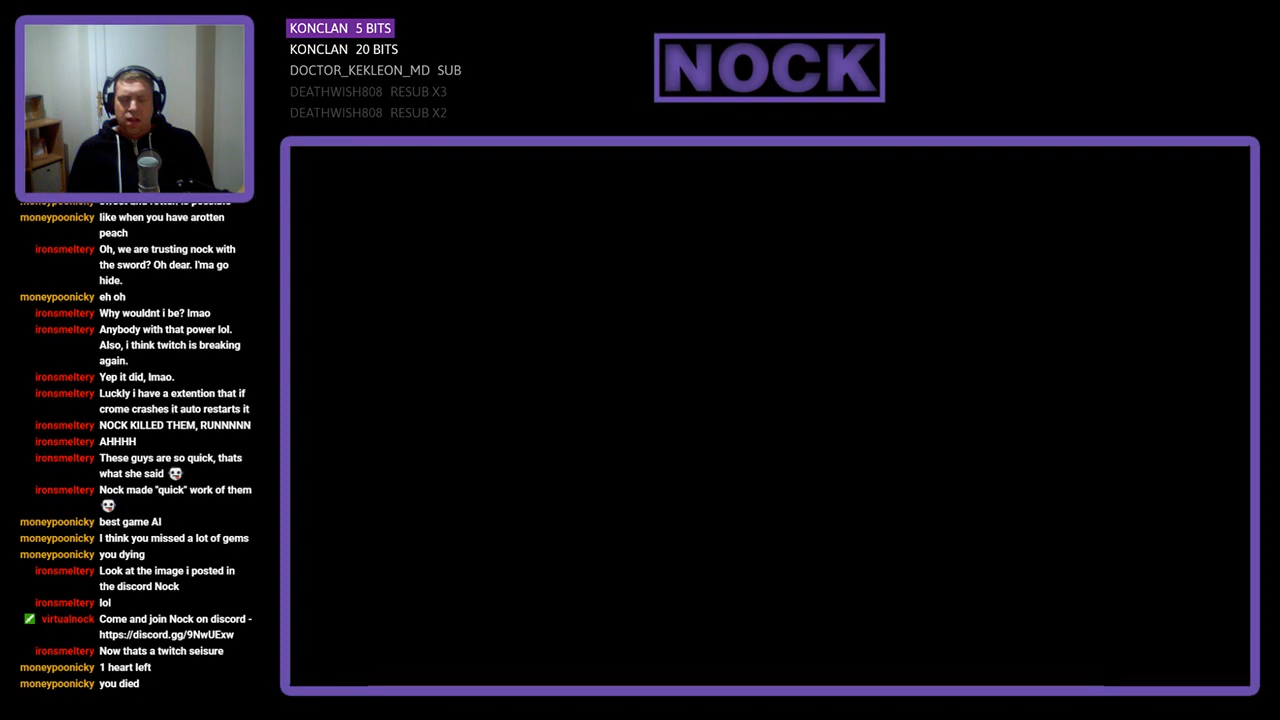 KONCLAN 5 BITS
KONCLAN 20 BITS
DOCTOR_KEKLEON_MD SUB
DEATHWISH808 RESUB X3
DEATHWISH808 RESUB X2
NOCK
moneypoonicky like when you have arotten
peach
ironsmeltery Oh, we are trusting nock with
the sword? Oh dear. I'ma go
hide.
moneypoonicky eh oh
ironsmeltery Why wouldnt i be? lmao
ironsmeltery Anybody with that power lol.
Also, i think twitch is breaking
again.
ironsmeltery Yep it did, lmao.
ironsmeltery Luckly i have a extention that if
crome crashes it auto restarts it
ironsmeltery NOCK KILLED THEM, RUNNNNN
ironsmeltery AHHHH
ironsmeltery These guys are so quick, thats
what she said
ironsmeltery Nock made "quick" work of them
moneypoonicky best game AI
moneypoonicky I think you missed a lot of gems
moneypoonicky you dying
ironsmeltery Look at the image i posted in
the discord Nock
ironsmeltery lol
virtualnock Come and join Nock on discord -
https://discord.gg/9NwUExw
ironsmeltery Now thats a twitch seisure
moneypoonicky 1 heart left
moneypoonicky you died